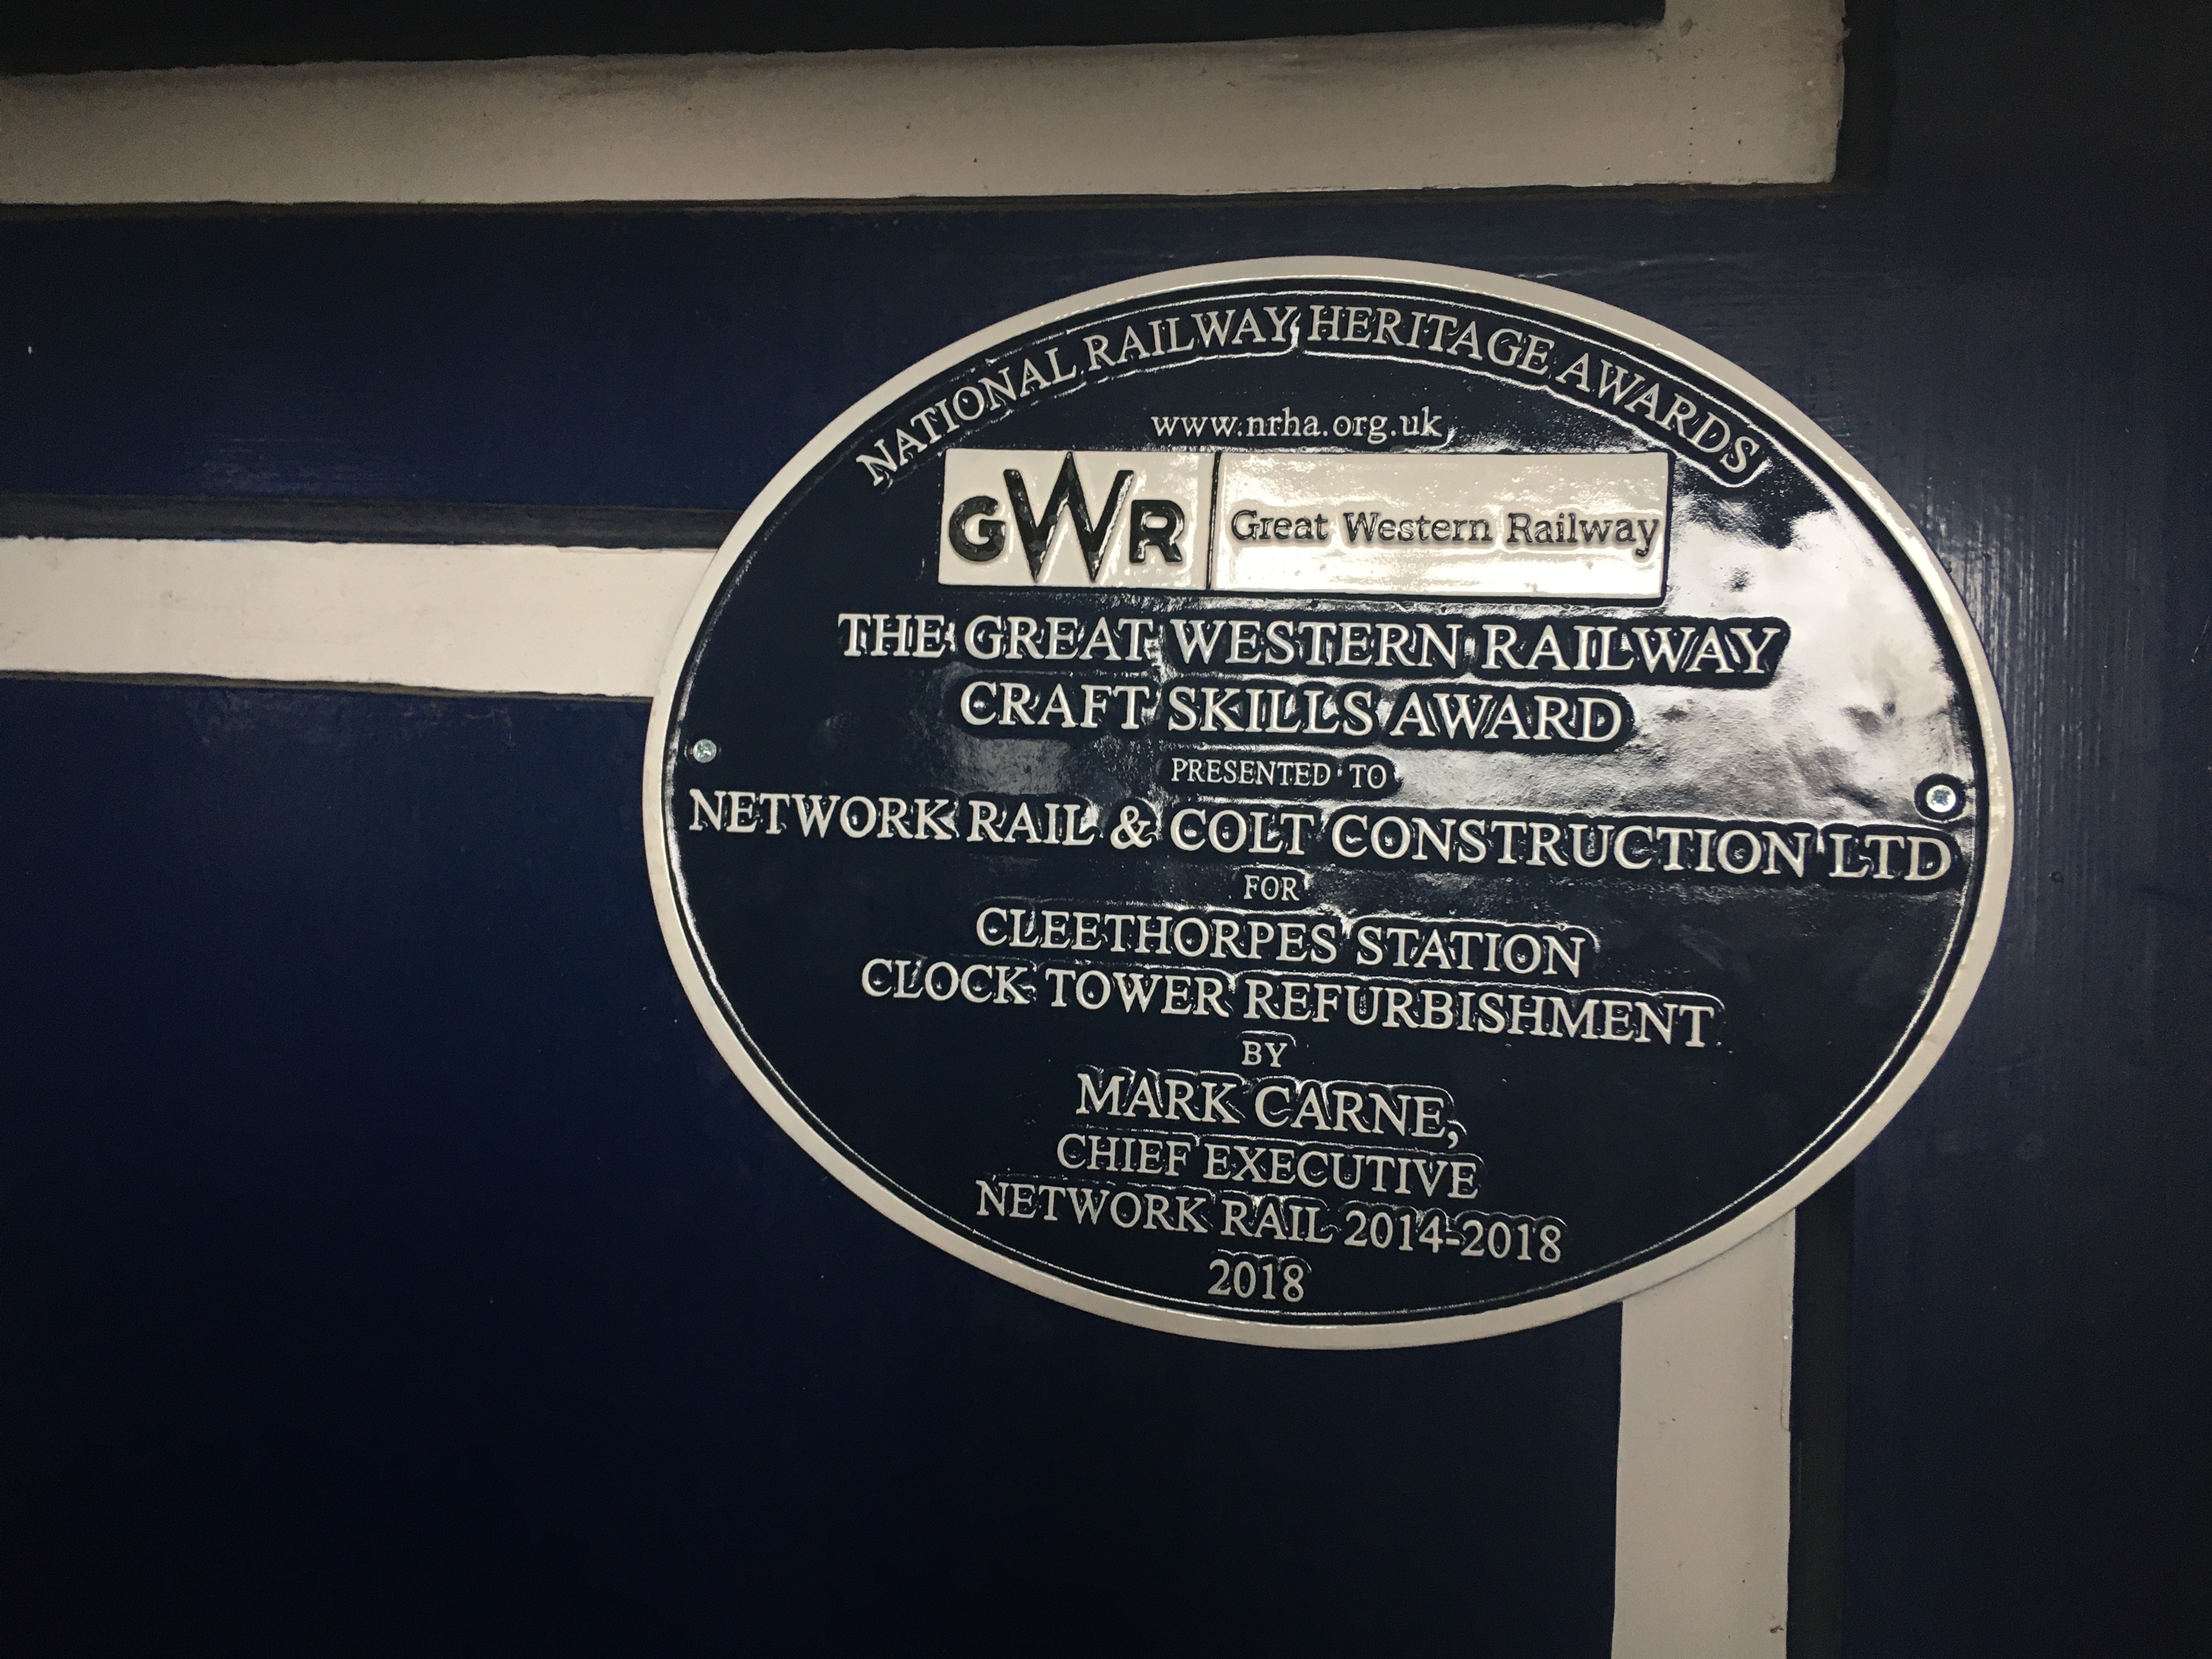 NATIONAL RAILWAY HERITAGE AWARDS
www.nrha.org.uk
GWR Great Western Railway
THE GREAT WESTERN RAILWAY
CRAFT SKILLS AWARD
PRESENTED TO
NETWORK RAIL & COLT CONSTRUCTION LTD
FOR
CLEETHORPES STATION
CLOCK TOWER REFURBISHMENT
BY
MARK CARNE,
CHIEF EXECUTIVE
NETWORK RAIL 2014-2018
2018